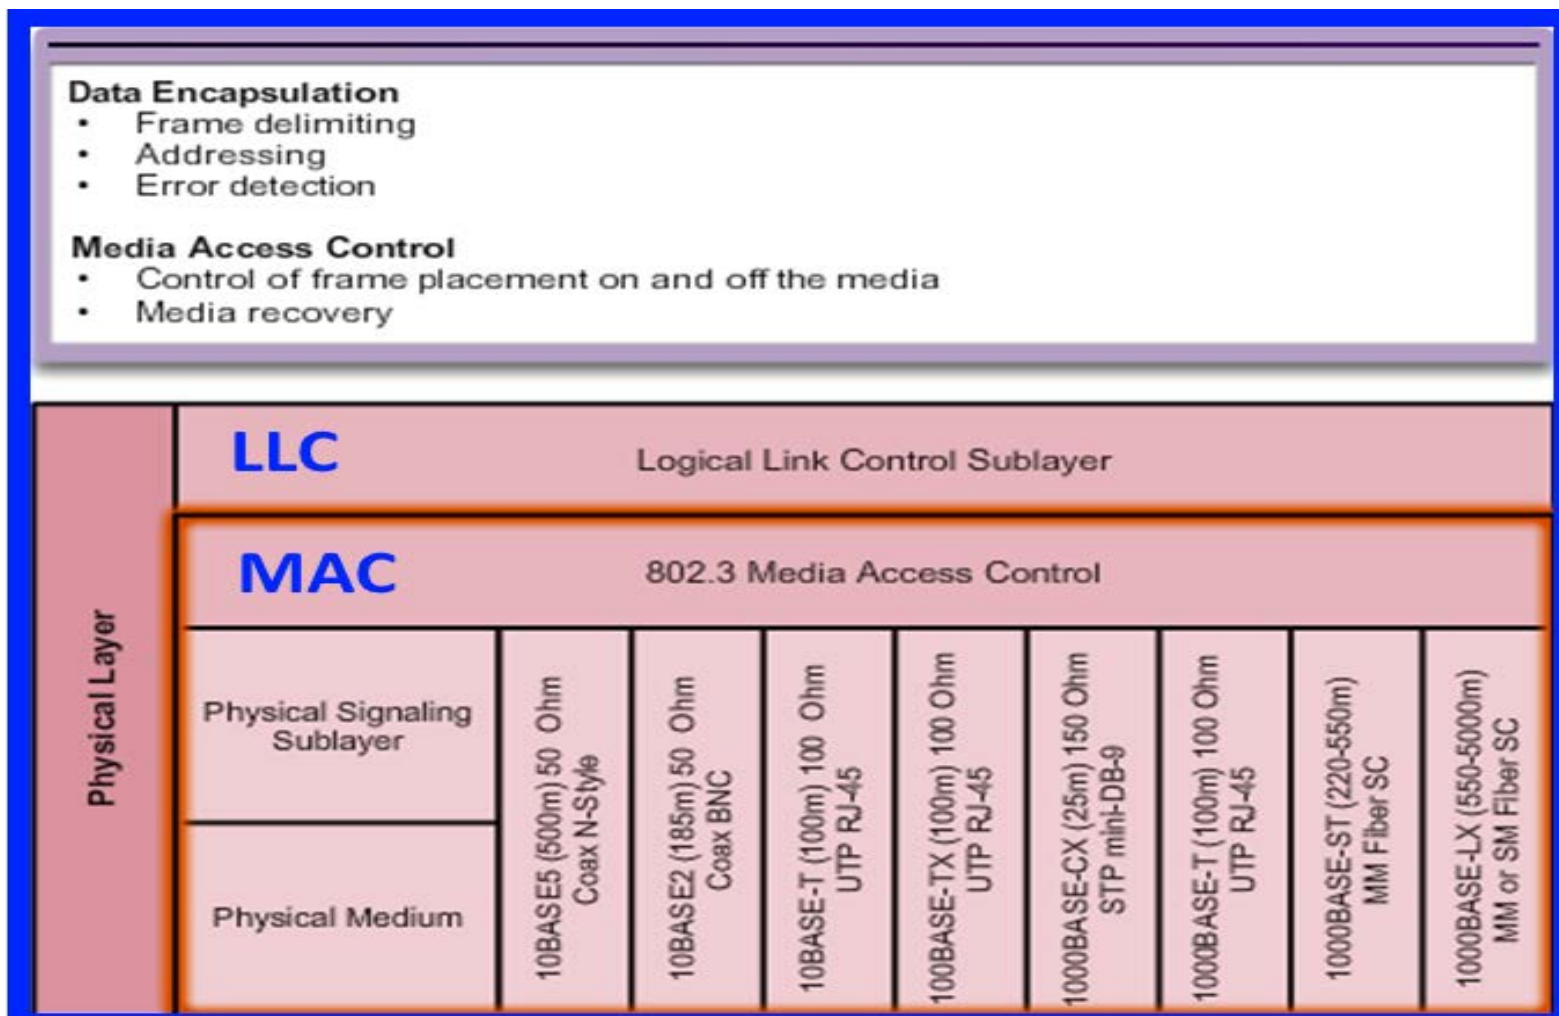 Data Encapsulation
• Frame delimiting
• Addressing
• Error detection
Media Access Control
• Control of frame placement on and off the media
• Media recovery
Physical Layer
LLC
Logical Link Control Sublayer
MAC
802.3 Media Access Control
Physical Signaling
Sublayer
Physical Medium
10BASE5 (500m) 50 Ohm
Coax N-Style
10BASE2 (185m) 50 Ohm
Coax BNC
10BASE-T (100m) 100 Ohm
UTP RJ-45
100BASE-TX (100m) 100 Ohm
UTP RJ-45
1000BASE-CX (25m) 150 Ohm
STP mini-DB-9
1000BASE-T (100m) 100 Ohm
UTP RJ-45
1000BASE-ST (220-550m)
MM Fiber SC
1000BASE-LX (550-5000m)
MM or SM Fiber SC